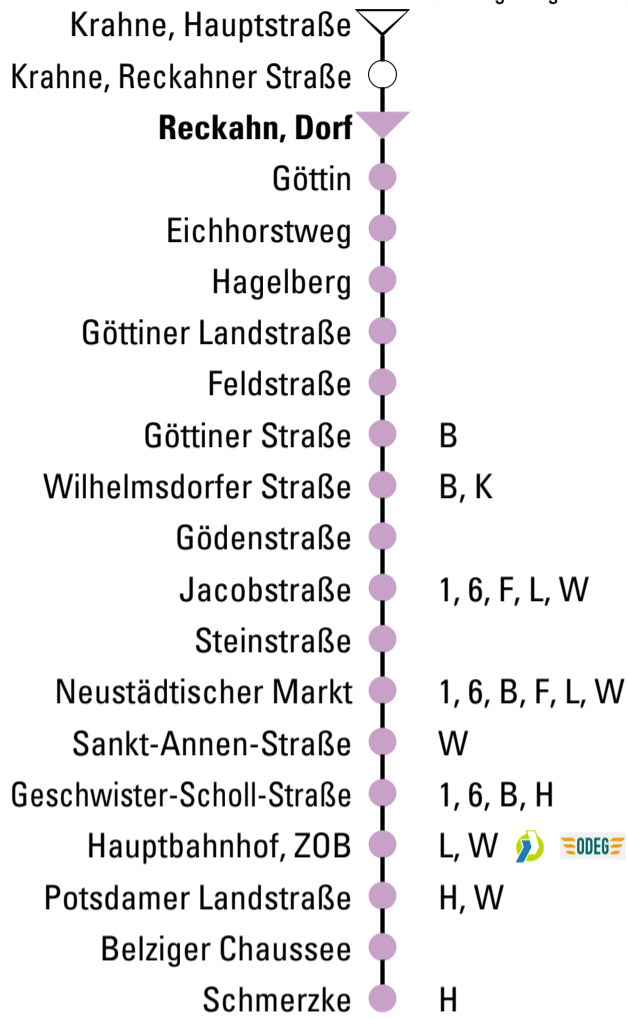 Krahne, Hauptstraße
Krahne, Reckahner Straße
Reckahn, Dorf
Göttin
Eichhorstweg
Hagelberg
Göttiner Landstraße
Feldstraße
Göttiner Straße B
Wilhelmsdorfer Straße B, K
Gödenstraße
Jacobstraße 1, 6, F, L, W
Steinstraße
Neustädtischer Markt 1, 6, B, F, L, W
Sankt-Annen-Straße W
Geschwister-Scholl-Straße 1, 6, B, H
Hauptbahnhof, ZOB L, W ODEG
Potsdamer Landstraße H, W
Belziger Chaussee
Schmerzke H